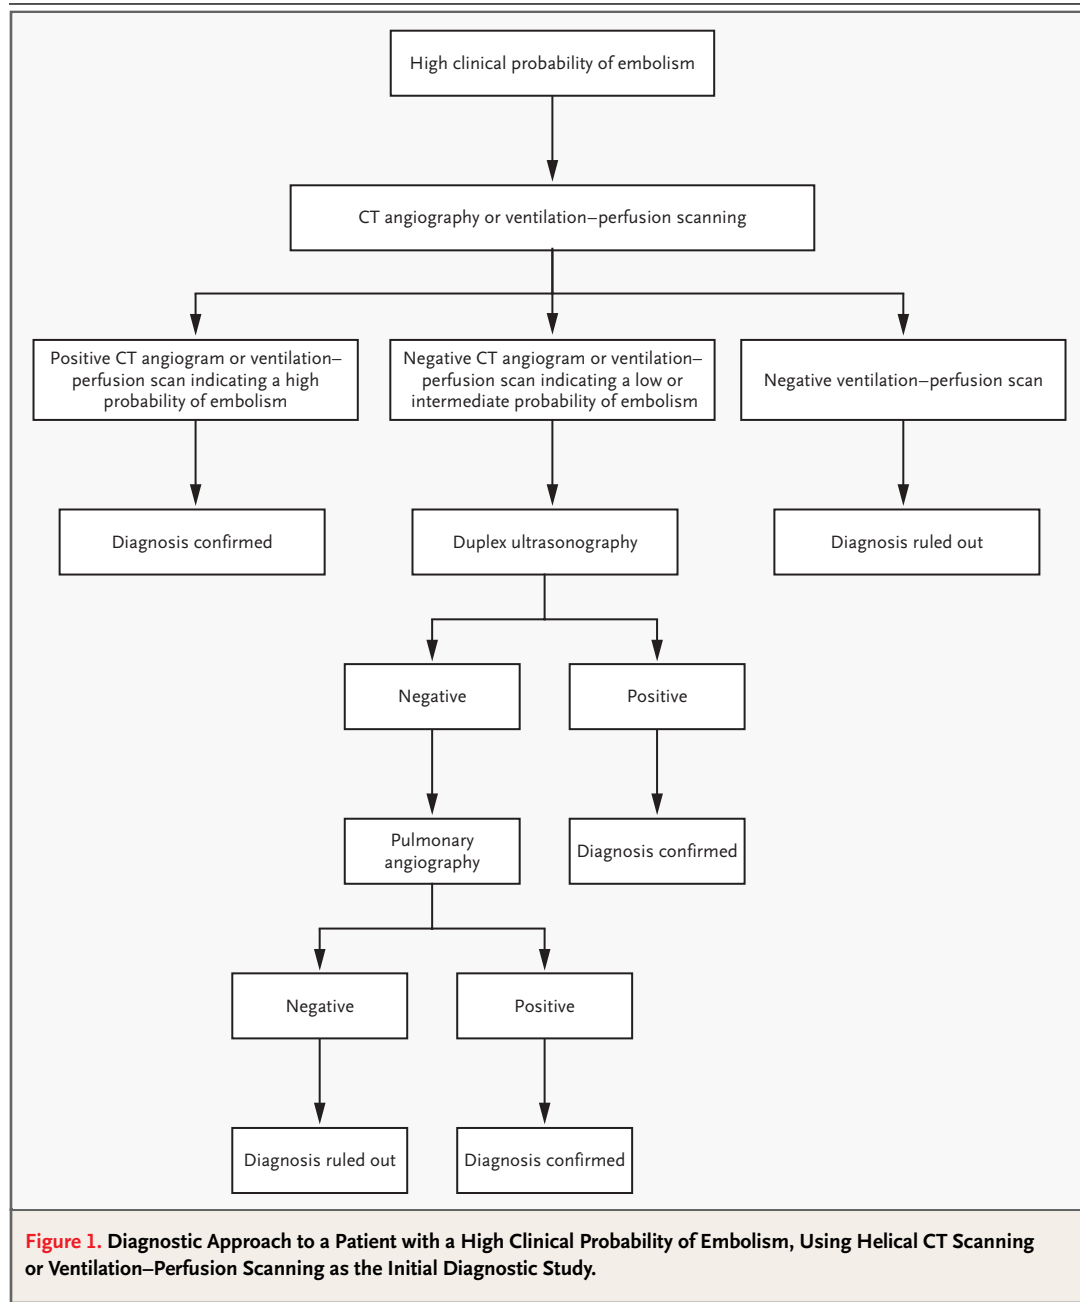 High clinical probability of embolism
CT angiography or ventilation–perfusion scanning
Positive CT angiogram or ventilation–
perfusion scan indicating a high
probability of embolism
Negative CT angiogram or ventilation–
perfusion scan indicating a low or
intermediate probability of embolism
Negative ventilation–perfusion scan
Diagnosis confirmed
Duplex ultrasonography
Diagnosis ruled out
Negative
Positive
Pulmonary
angiography
Diagnosis confirmed
Negative
Positive
Diagnosis ruled out
Diagnosis confirmed
Figure 1. Diagnostic Approach to a Patient with a High Clinical Probability of Embolism, Using Helical CT Scanning
or Ventilation–Perfusion Scanning as the Initial Diagnostic Study.